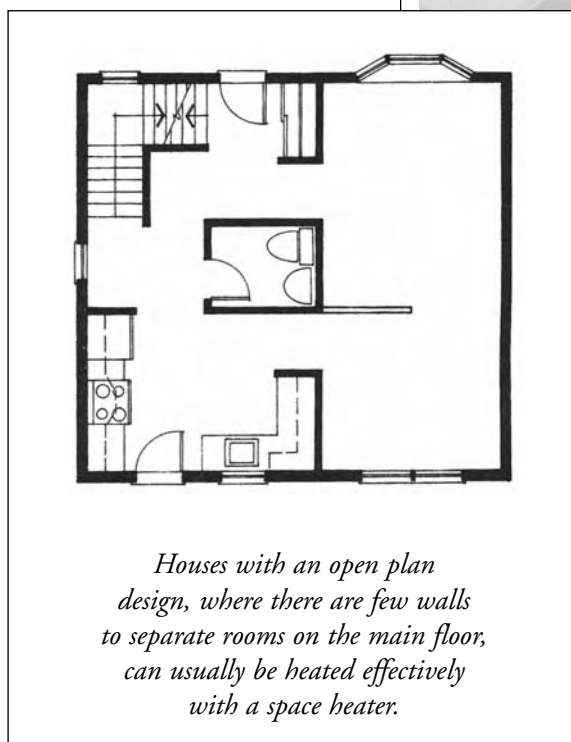 Houses with an open plan
design, where there are few walls
to separate rooms on the main floor,
can usually be heated effectively
with a space heater.